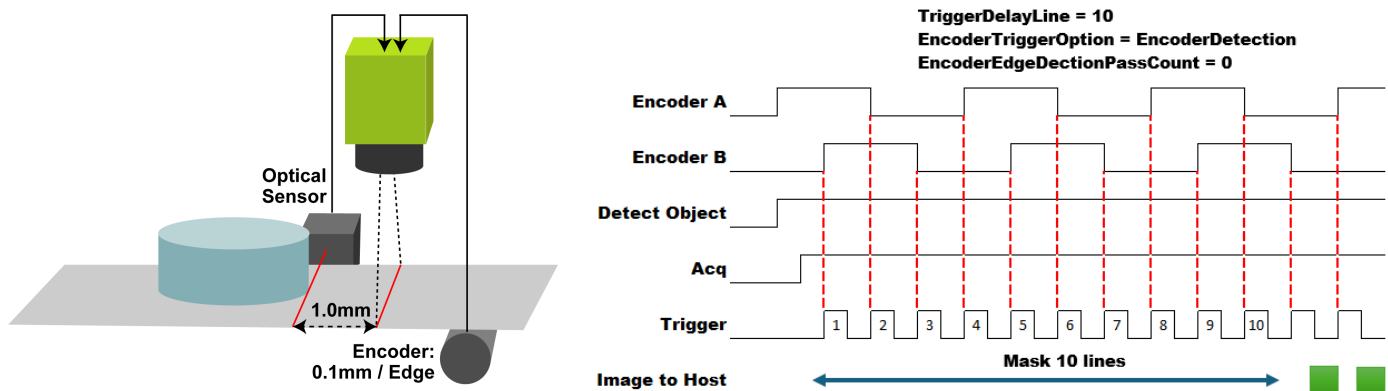 Optical
Sensor
1.0mm
Encoder:
0.1mm / Edge
TriggerDelayLine = 10
EncoderTriggerOption = EncoderDetection
EncoderEdgeDectionPassCount = 0
Encoder A
Encoder B
Detect Object
Acq
Trigger
1 2 3 4 5 6 7 8 9 10
Mask 10 lines
Image to Host